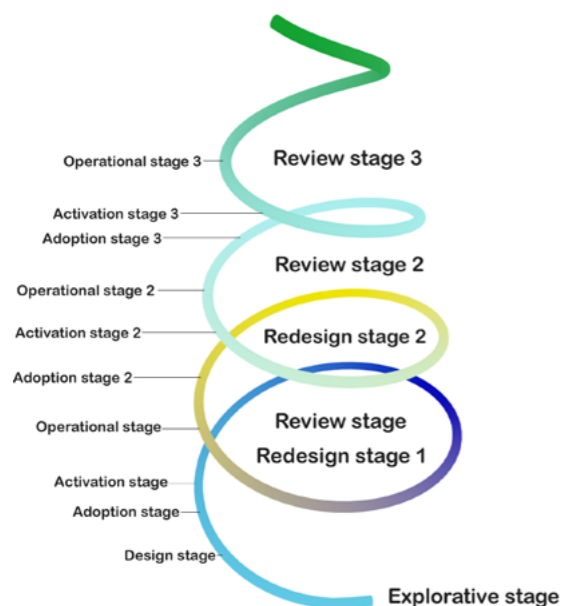 Review stage 3
Operational stage 3
Activation stage 3
Adoption stage 3
Review stage 2
Operational stage 2
Activation stage 2
Redesign stage 2
Adoption stage 2
Review stage
Operational stage
Redesign stage 1
Activation stage
Adoption stage
Design stage
Explorative stage